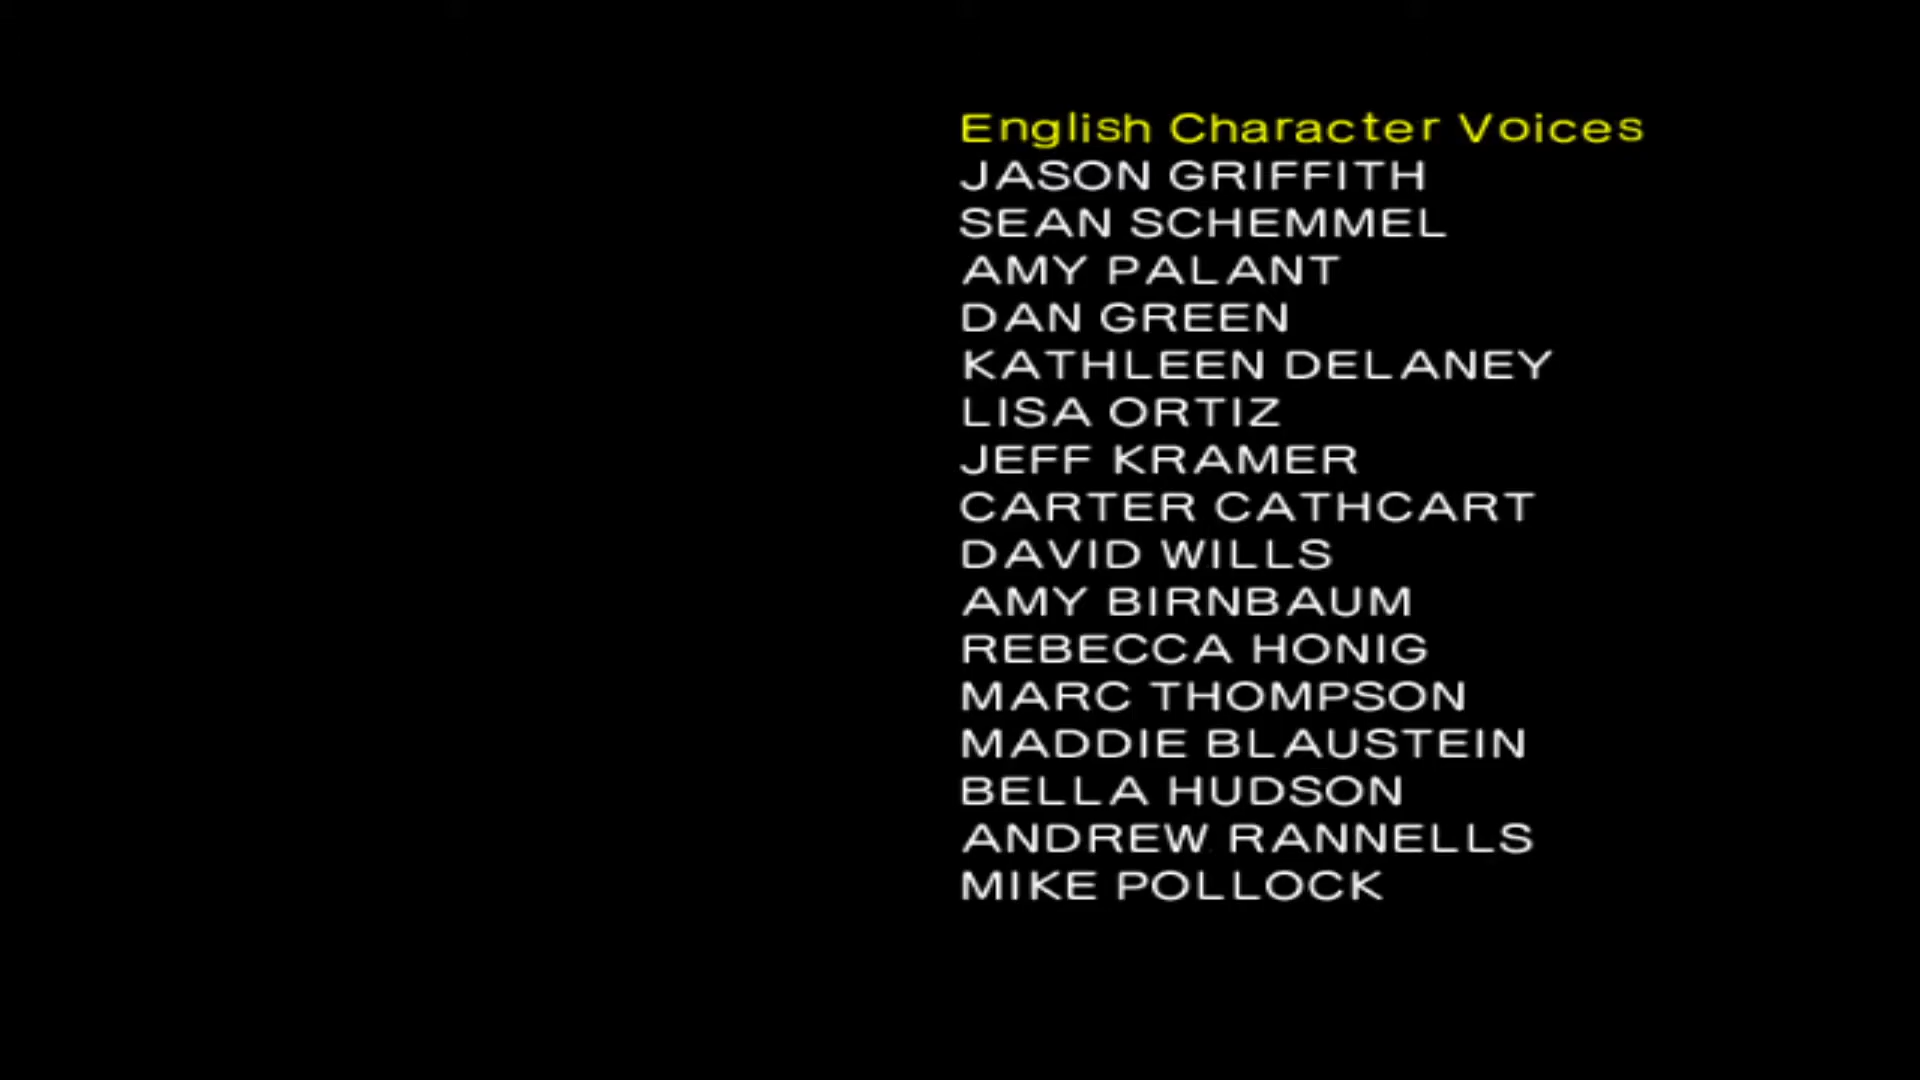 English Character Voices
JASON GRIFFITH
SEAN SCHEMMEL
AMY PALANT
DAN GREEN
KATHLEEN DELANEY
LISA ORTIZ
JEFF KRAMER
CARTER CATHCART
DAVID WILLS
AMY BIRNBAUM
REBECCA HONIG
MARC THOMPSON
MADDIE BLAUSTEIN
BELLA HUDSON
ANDREW RANNELLS
MIKE POLLOCK